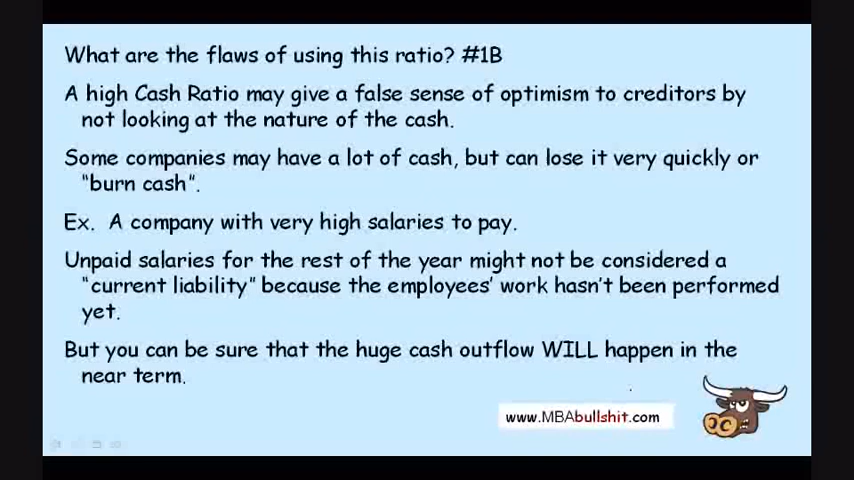 What are the flaws of using this ratio? #1B
A high Cash Ratio may give a false sense of optimism to creditors by
not looking at the nature of the cash.
Some companies may have a lot of cash, but can lose it very quickly or
"burn cash".
Ex. A company with very high salaries to pay.
Unpaid salaries for the rest of the year might not be considered a
"current liability" because the employees' work hasn't been performed
yet.
But you can be sure that the huge cash outflow WILL happen in the
near term.
www.MBAbullshit.com